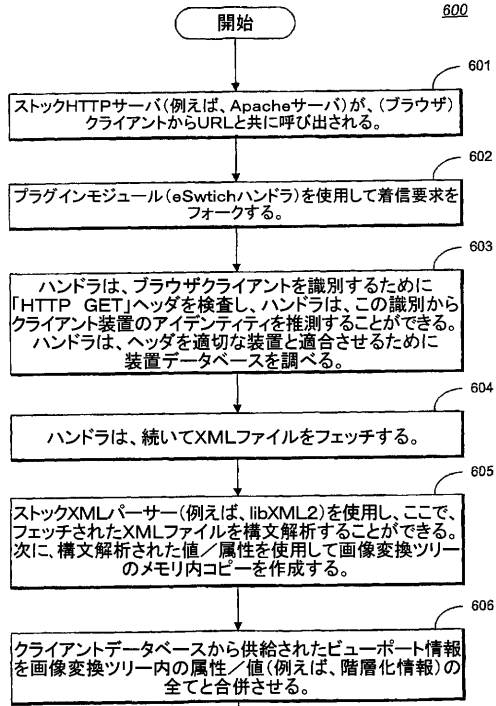 600
開始
601
ストックHTTPサーバ(例えば、Apacheサーバ)が、(ブラウザ)
クライアントからURLと共に呼び出される。
602
プラグインモジュール(eSwtichハンドラ)を使用して着信要求を
フォークする。
603
ハンドラは、ブラウザクライアントを識別するために
「HTTP GET」ヘッダを検査し、ハンドラは、この識別から
クライアント装置のアイデンティティを推測することができる。
ハンドラは、ヘッダを適切な装置と適合させるために
装置データベースを調べる。
604
ハンドラは、続いてXMLファイルをフェッチする。
605
ストックXMLパーサー(例えば、libXML2)を使用し、ここで、
フェッチされたXMLファイルを構文解析することができる。
次に、構文解析された値/属性を使用して画像変換ツリー
のメモリ内コピーを作成する。
606
クライアントデータベースから供給されたビューポート情報
を画像変換ツリー内の属性/値(例えば、階層化情報)の
全てと合併させる。